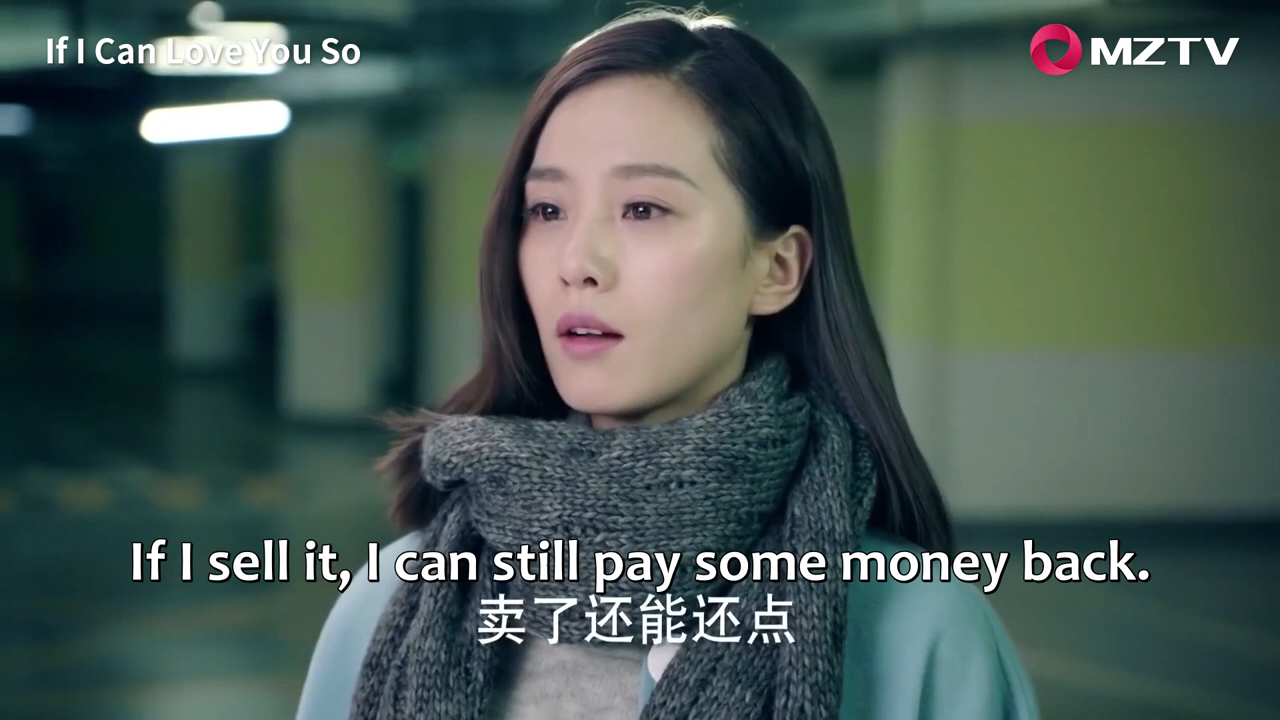 If I Can Love You So
MZTV
If I sell it, I can still pay some money back.
卖了还能还点